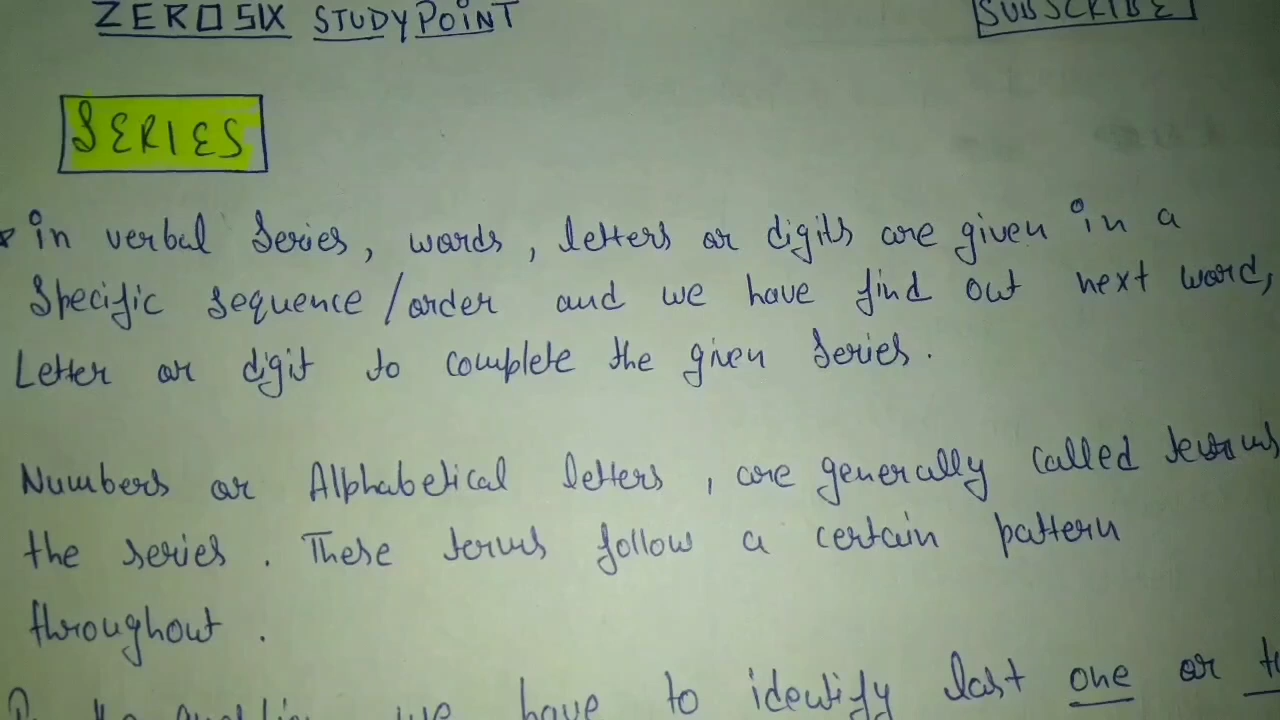 ZERO SIX STUDY POINT
SUBSCRIBE
SERIES
* in verbal series, words, letters or digits are given in a
specific sequence/order and we have find out next word,
Letter or digit to complete the given series.
Numbers or Alphabetical letters, are generally called terms
the series. These terms follow a certain pattern
throughout.
we have to identify last one or